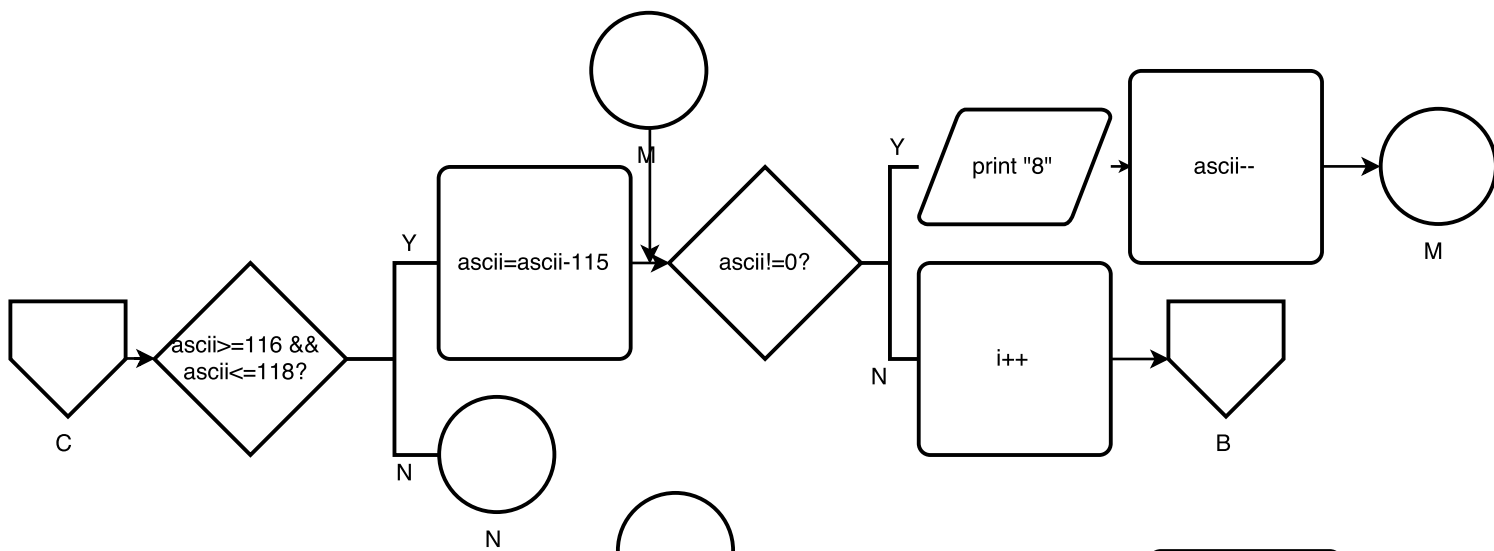 M
Y
print "8"
ascii--
M
Y
ascii=ascii-115
ascii!=0?
C
ascii>=116 &&
ascii<=118?
N
i++
B
N
N